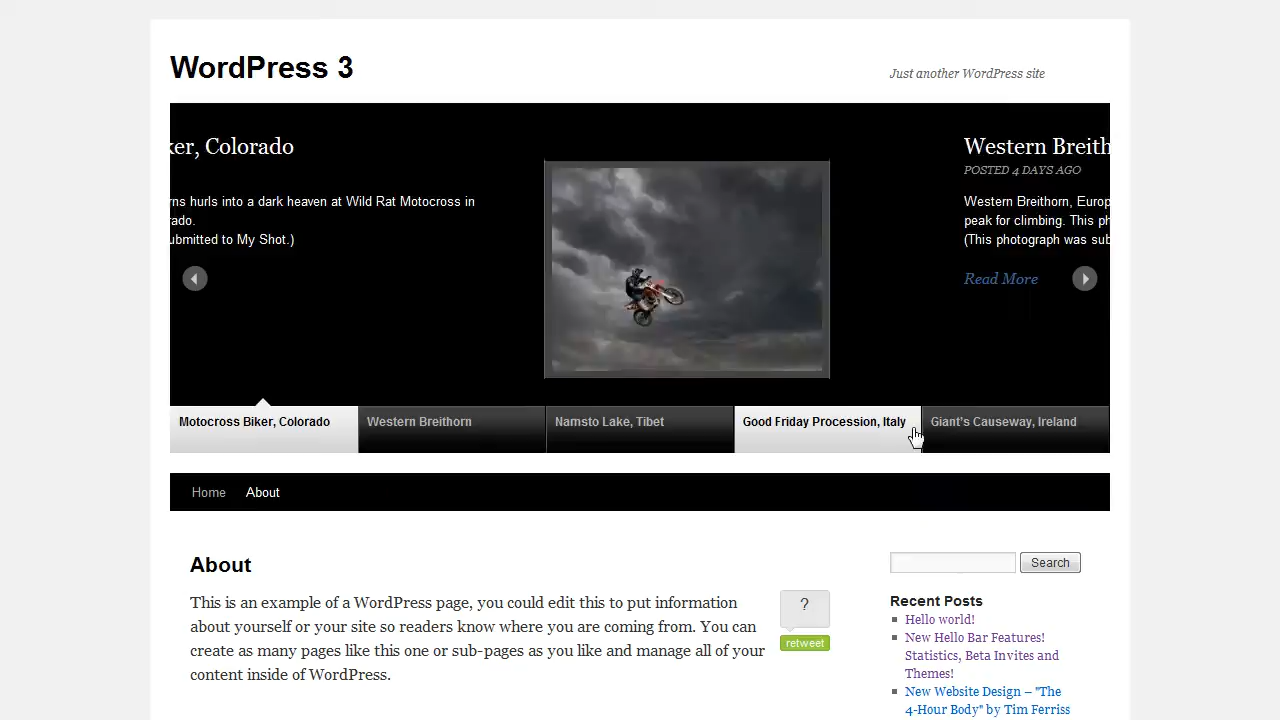 WordPress 3
Just another WordPress site
ker, Colorado
rns hurls into a dark heaven at Wild Rat Motocross in
rado.
ubmitted to My Shot.)
Western Breith
POSTED 4 DAYS AGO
Western Breithorn, Europ
peak for climbing. This ph
(This photograph was sub
Read More
Motocross Biker, Colorado
Western Breithorn
Namsto Lake, Tibet
Good Friday Procession, Italy
Giant's Causeway, Ireland
Home
About
About
This is an example of a WordPress page, you could edit this to put information
about yourself or your site so readers know where you are coming from. You can
create as many pages like this one or sub-pages as you like and manage all of your
content inside of WordPress.
?
retweet
Search
Recent Posts
Hello world!
New Hello Bar Features!
Statistics, Beta Invites and
Themes!
New Website Design – "The
4-Hour Body" by Tim Ferriss